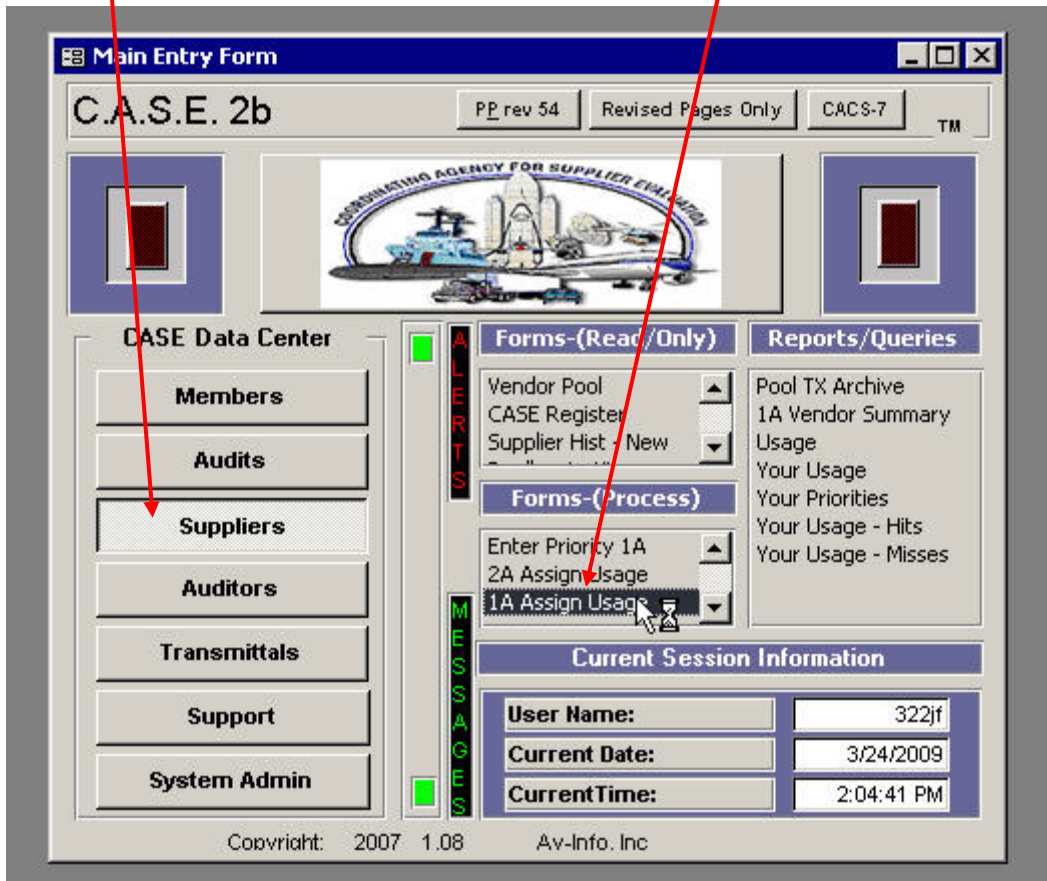 Main Entry Form
C.A.S.E. 2b
PP rev 54
Revised Pages Only
CACS-7
TM
COORDINATING AGENCY FOR SUPPLIER EVALUATION
CASE Data Center
Members
Audits
Suppliers
Auditors
Transmittals
Support
System Admin
ALERTS
MESSAGES
Forms-(Read/Only)
Vendor Pool
CASE Register
Supplier Hist - New
Forms-(Process)
Enter Priority 1A
2A Assign Usage
1A Assign Usage
Reports/Queries
Pool TX Archive
1A Vendor Summary
Usage
Your Usage
Your Priorities
Your Usage - Hits
Your Usage - Misses
Current Session Information
User Name: 322jf
Current Date: 3/24/2009
CurrentTime: 2:04:41 PM
Copyright: 2007 1.08 Av-Info. Inc